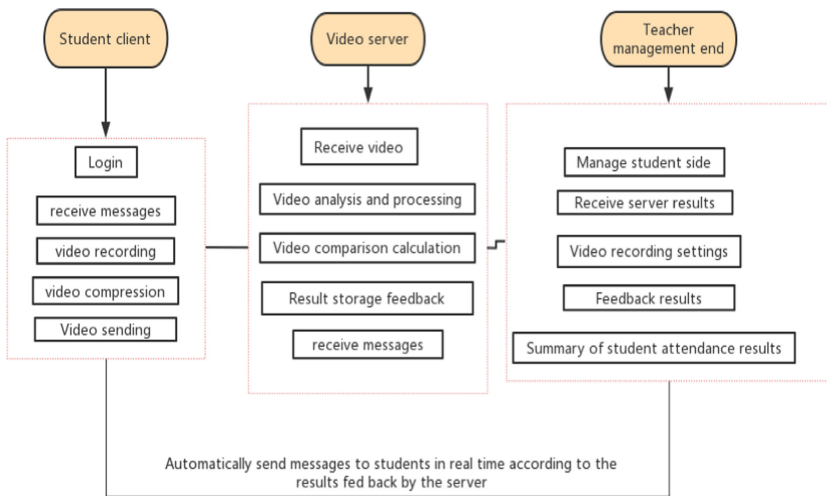 Student client
Video server
Teacher
management end
Login
receive messages
video recording
video compression
Video sending
Receive video
Video analysis and processing
Video comparison calculation
Result storage feedback
receive messages
Manage student side
Receive server results
Video recording settings
Feedback results
Summary of student attendance results
Automatically send messages to students in real time according to the
results fed back by the server